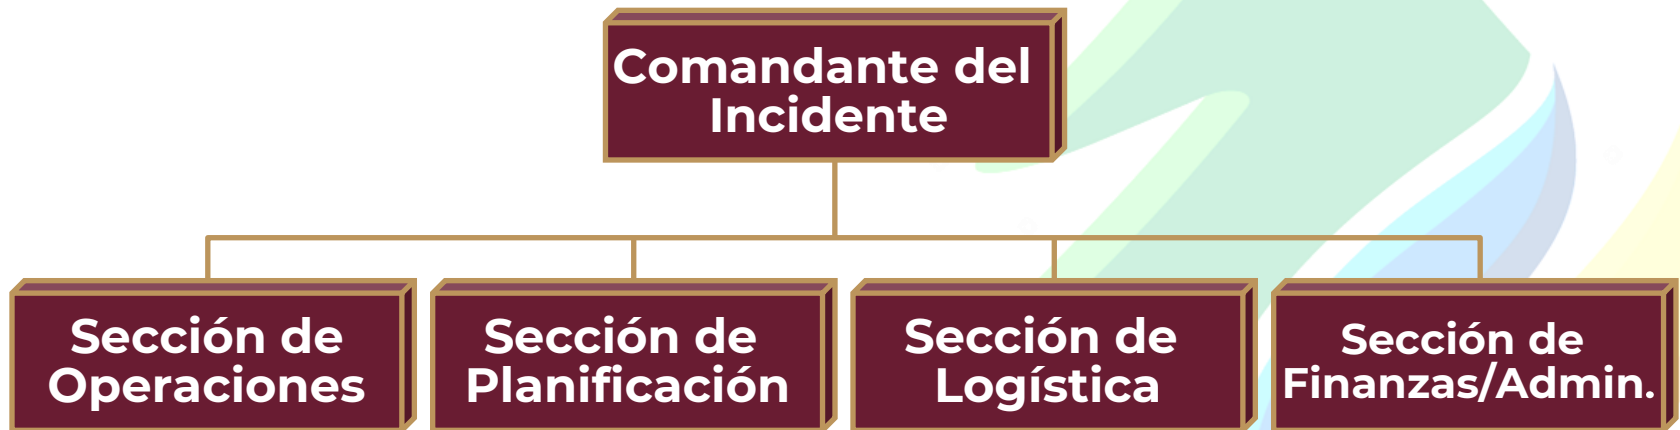 Comandante del
Incidente
Sección de
Operaciones
Sección de
Planificación
Sección de
Logística
Sección de
Finanzas/Admin.